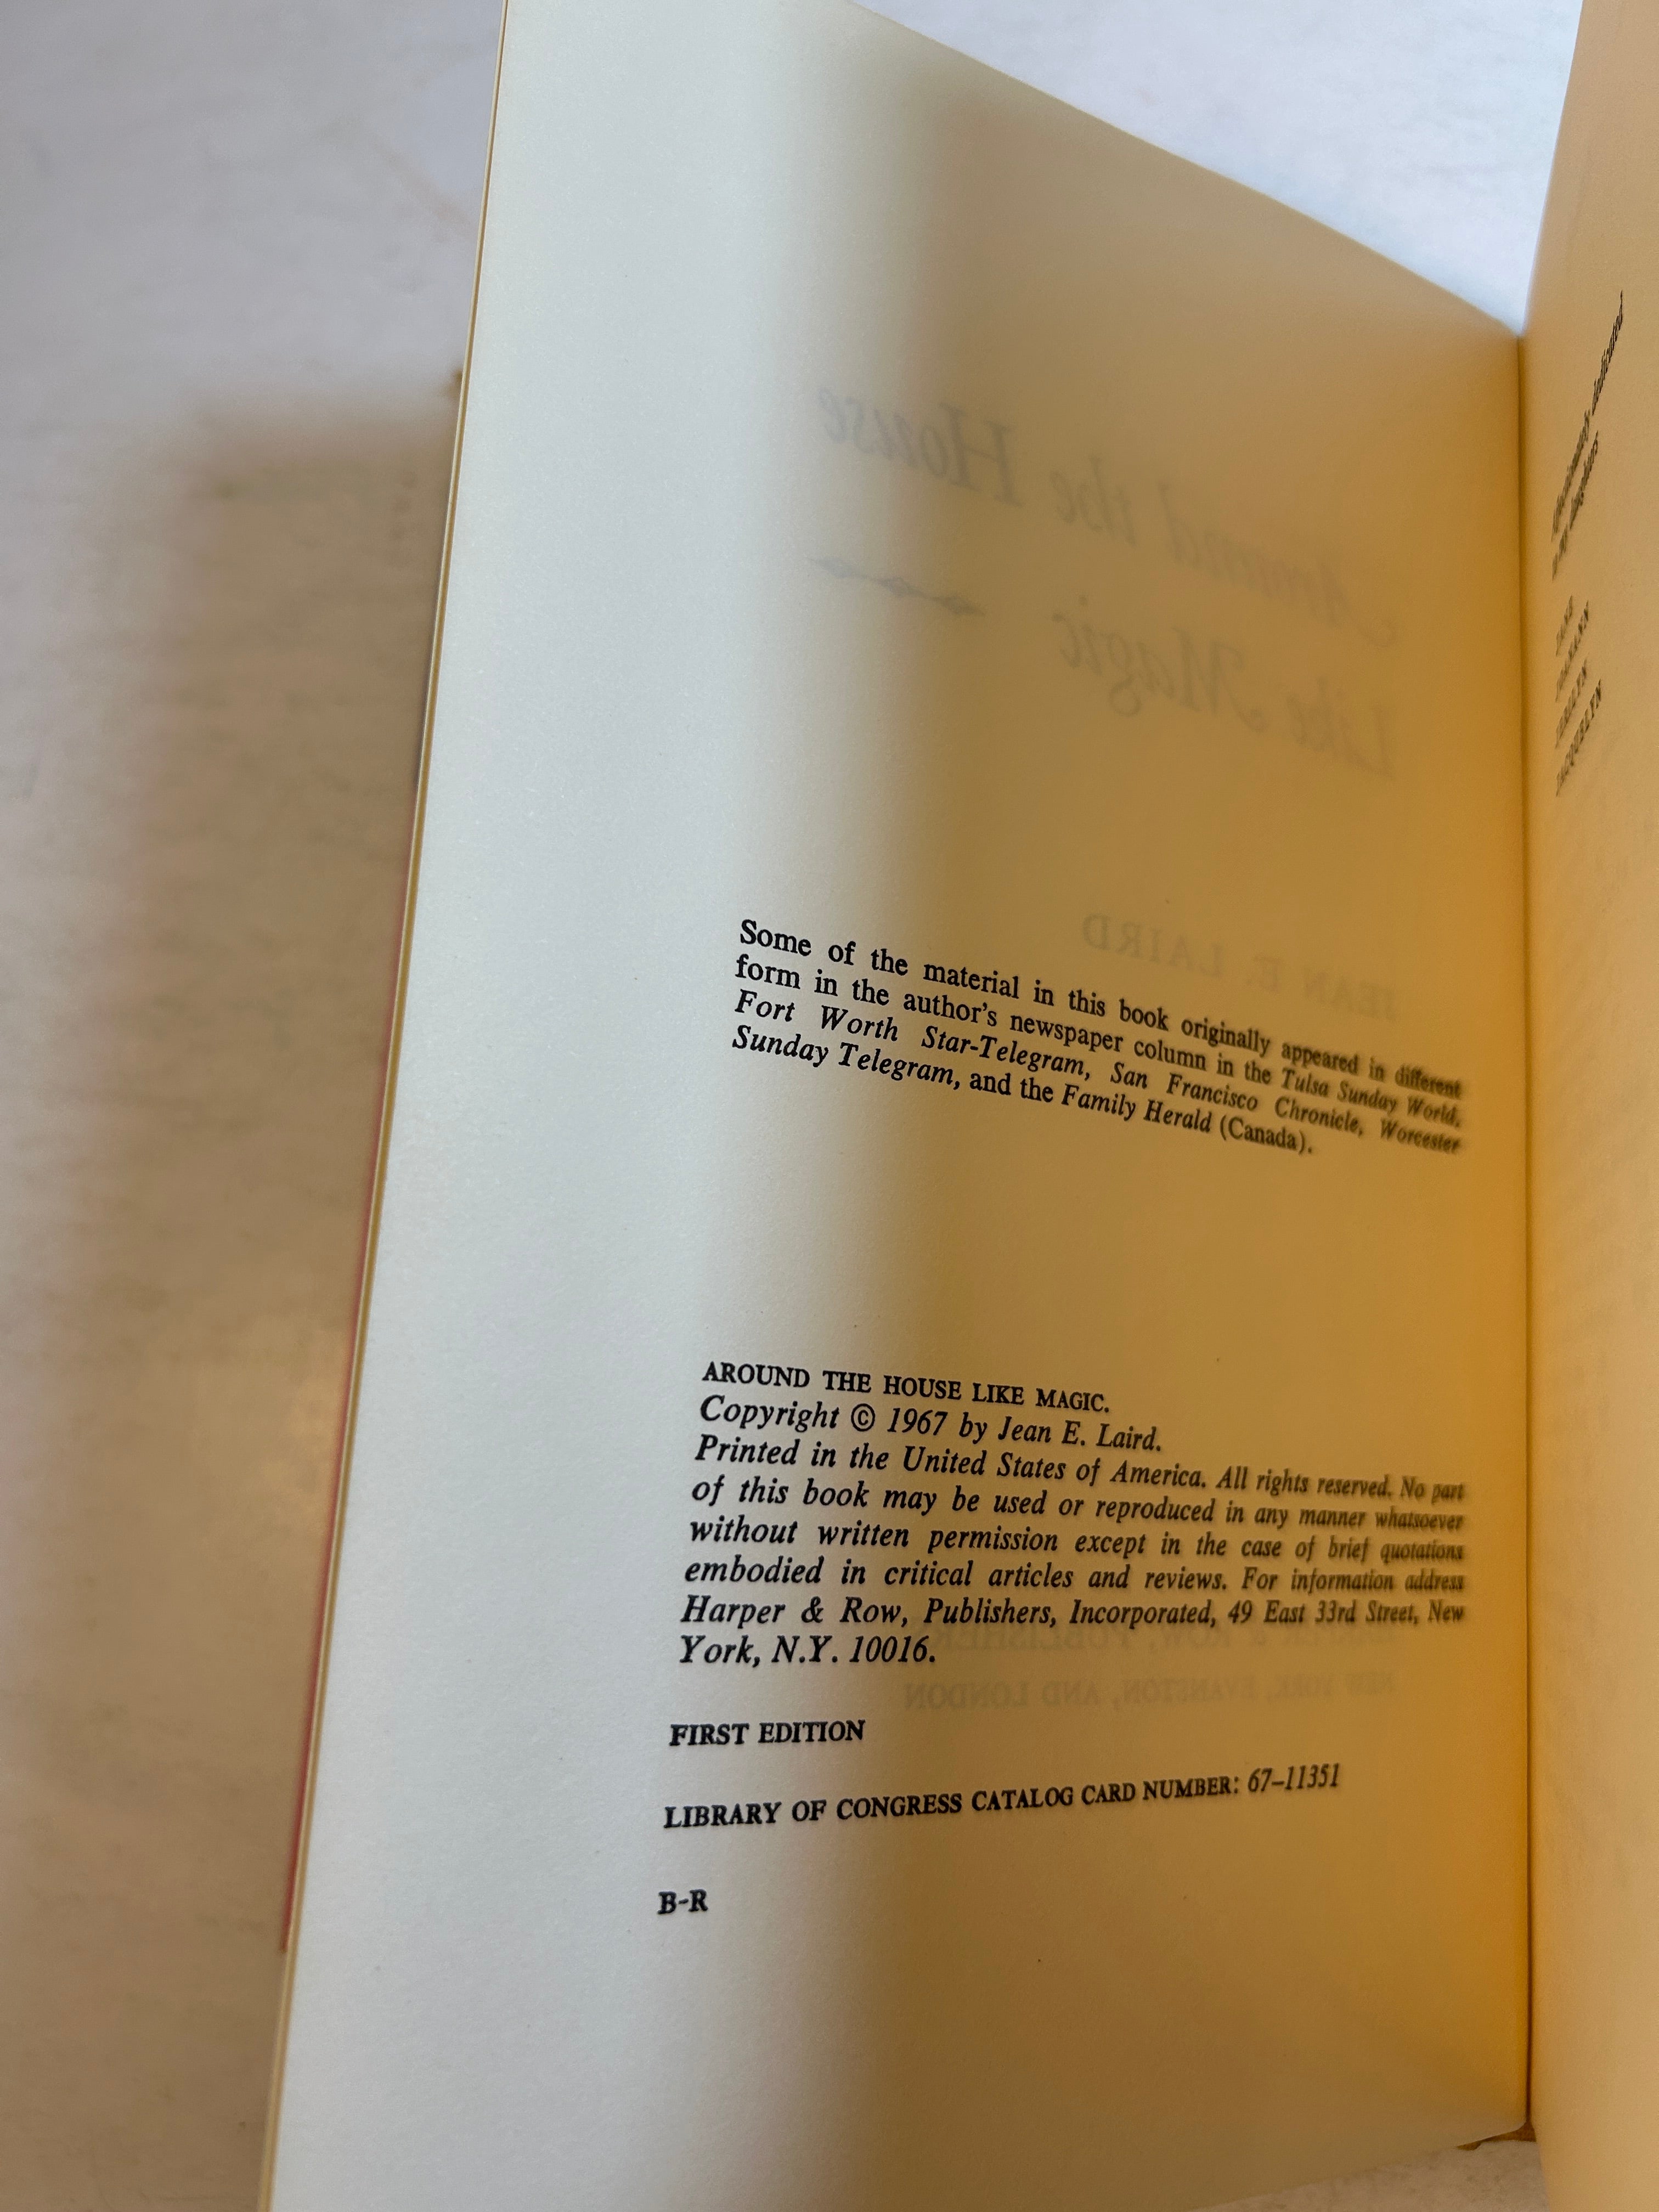 Some of the material in this book originally appeared in different
form in the author's newspaper column in the Tulsa Sunday World,
Fort Worth Star-Telegram, San Francisco Chronicle, Worcester
Sunday Telegram, and the Family Herald (Canada).
AROUND THE HOUSE LIKE MAGIC.
Copyright © 1967 by Jean E. Laird.
Printed in the United States of America. All rights reserved. No part
of this book may be used or reproduced in any manner whatsoever
without written permission except in the case of brief quotations
embodied in critical articles and reviews. For information address
Harper & Row, Publishers, Incorporated, 49 East 33rd Street, New
York, N.Y. 10016.
FIRST EDITION
LIBRARY OF CONGRESS CATALOG CARD NUMBER: 67–11351
B-R
JACQUELYN